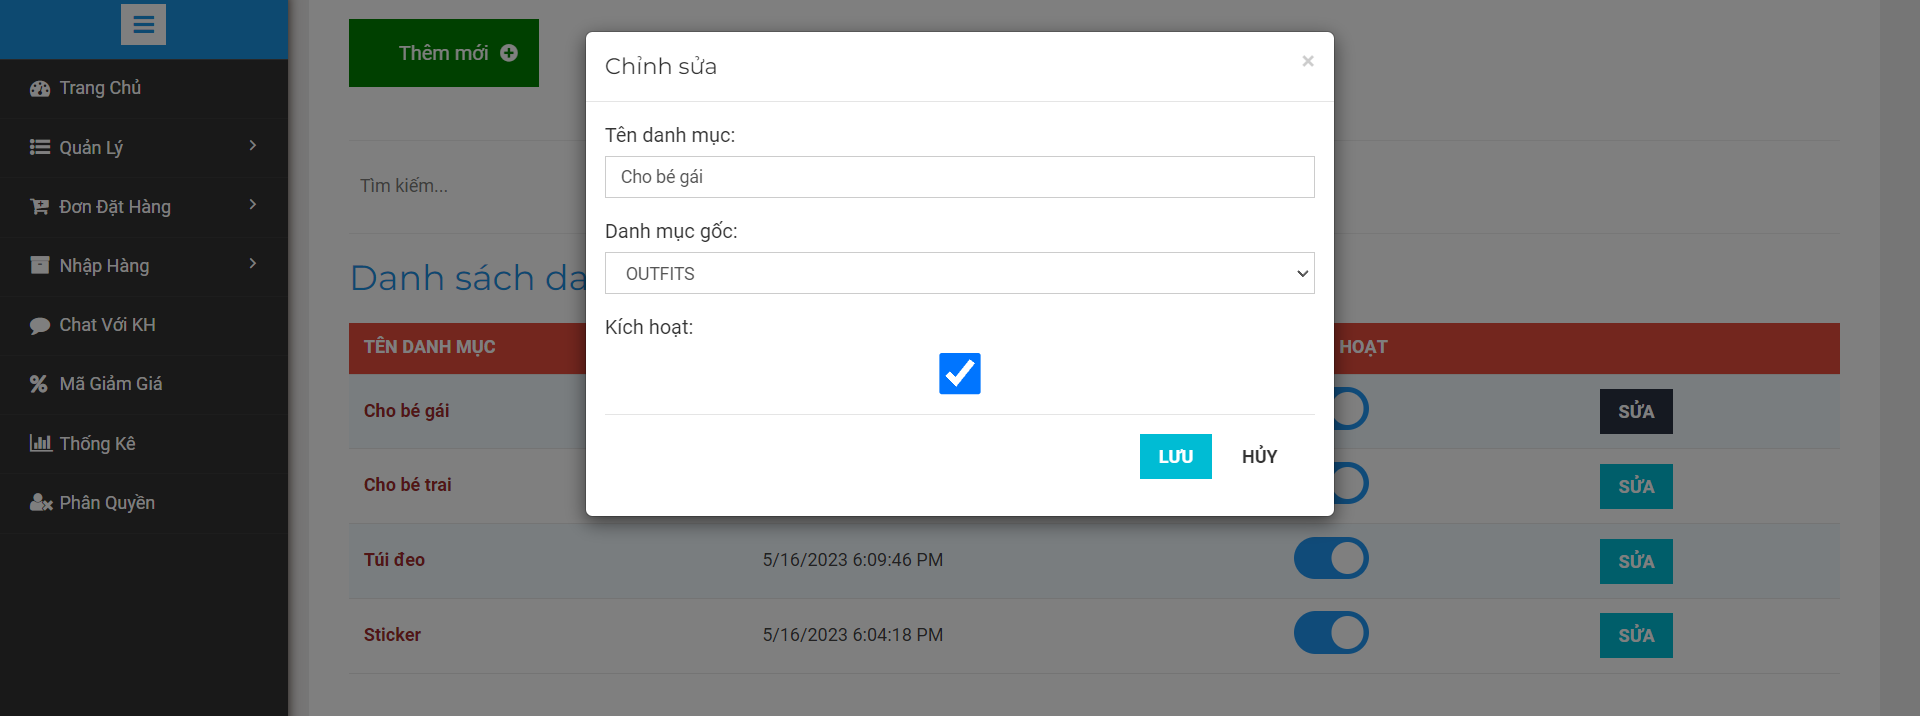 Trang Chủ
Quản Lý
Đơn Đặt Hàng
Nhập Hàng
Chat Với KH
Mã Giảm Giá
Thống Kê
Phân Quyền
Thêm mới
Tìm kiếm...
Danh sách da
TÊN DANH MỤC
HOẠT
Cho bé gái
SỬA
Cho bé trai
SỬA
Túi đeo
5/16/2023 6:09:46 PM
SỬA
Sticker
5/16/2023 6:04:18 PM
SỬA
Chỉnh sửa
×
Tên danh mục:
Cho bé gái
Danh mục gốc:
OUTFITS
Kích hoạt:
LƯU
HỦY